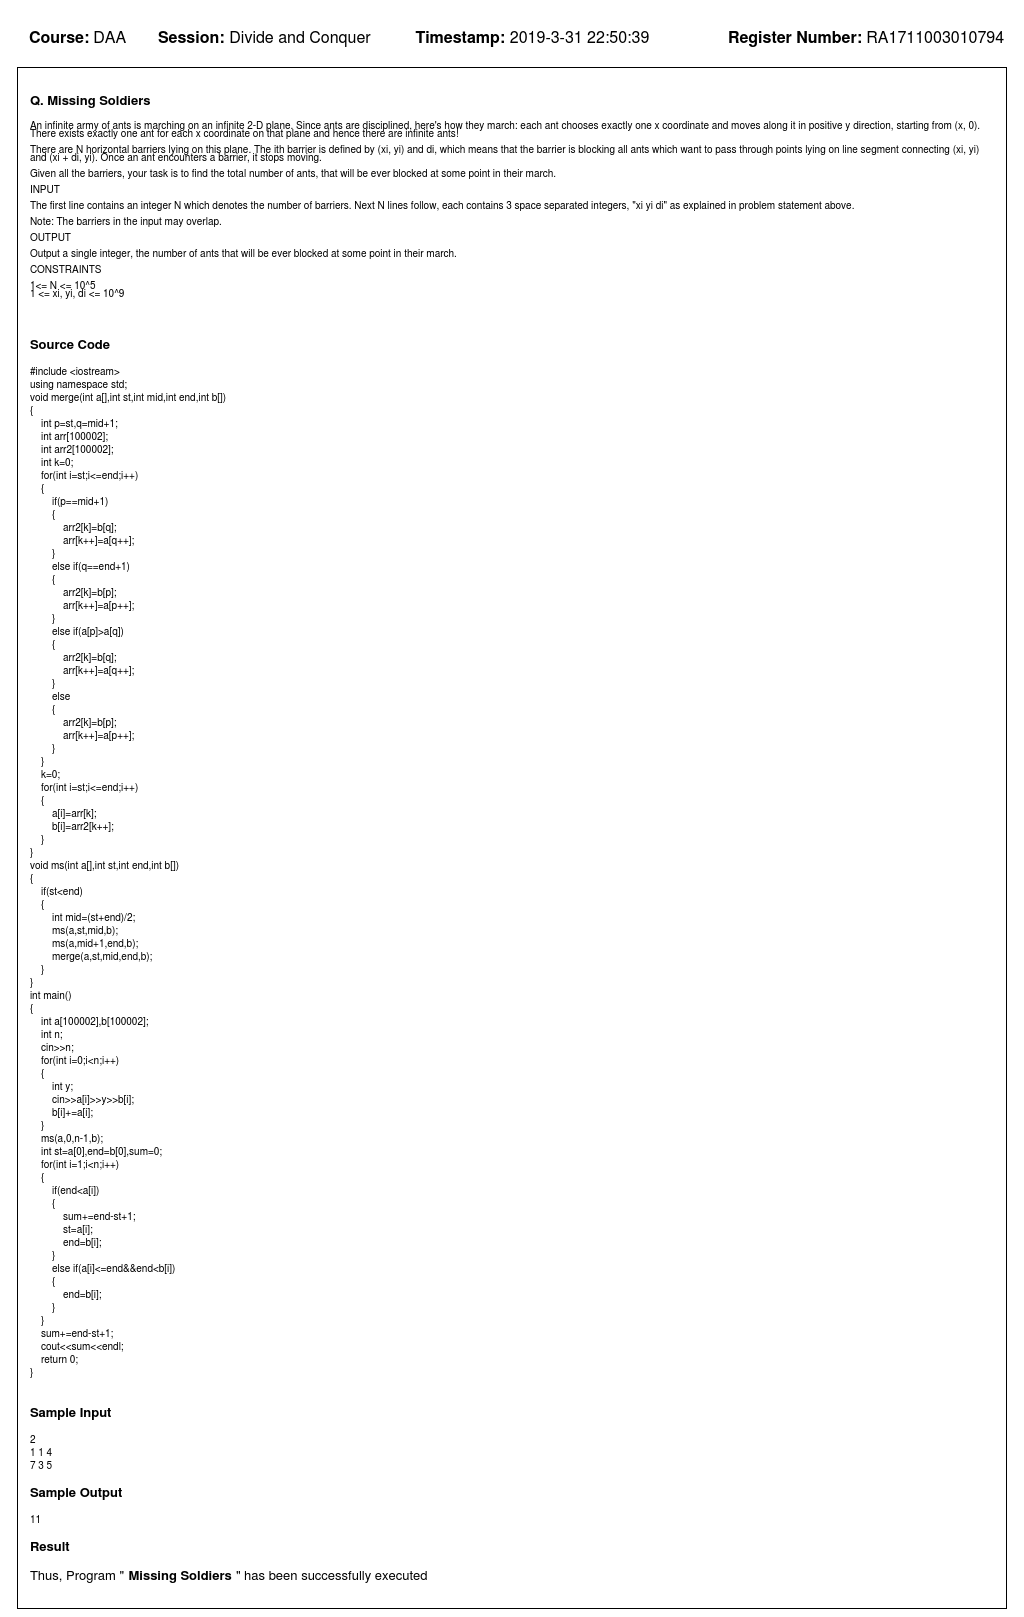 Course: DAA Session: Divide and Conquer Timestamp: 2019-3-31 22:50:39 Register Number: RA1711003010794
Q. Missing Soldiers
An infinite army of ants is marching on an infinite 2-D plane. Since ants are disciplined, here's how they march: each ant chooses exactly one x coordinate and moves along it in positive y direction, starting from (x, 0).
There exists exactly one ant for each x coordinate on that plane and hence there are infinite ants!
There are N horizontal barriers lying on this plane. The ith barrier is defined by (xi, yi) and di, which means that the barrier is blocking all ants which want to pass through points lying on line segment connecting (xi, yi)
and (xi + di, yi). Once an ant encounters a barrier, it stops moving.
Given all the barriers, your task is to find the total number of ants, that will be ever blocked at some point in their march.
INPUT
The first line contains an integer N which denotes the number of barriers. Next N lines follow, each contains 3 space separated integers, "xi yi di" as explained in problem statement above.
Note: The barriers in the input may overlap.
OUTPUT
Output a single integer, the number of ants that will be ever blocked at some point in their march.
CONSTRAINTS
1<= N <= 10^5
1 <= xi, yi, di <= 10^9
Source Code
#include <iostream>
using namespace std;
void merge(int a[],int st,int mid,int end,int b[])
{
int p=st,q=mid+1;
int arr[100002];
int arr2[100002];
int k=0;
for(int i=st;i<=end;i++)
{
if(p==mid+1)
{
arr2[k]=b[q];
arr[k++]=a[q++];
}
else if(q==end+1)
{
arr2[k]=b[p];
arr[k++]=a[p++];
}
else if(a[p]>a[q])
{
arr2[k]=b[q];
arr[k++]=a[q++];
}
else
{
arr2[k]=b[p];
arr[k++]=a[p++];
}
}
k=0;
for(int i=st;i<=end;i++)
{
a[i]=arr[k];
b[i]=arr2[k++];
}
}
void ms(int a[],int st,int end,int b[])
{
if(st<end)
{
int mid=(st+end)/2;
ms(a,st,mid,b);
ms(a,mid+1,end,b);
merge(a,st,mid,end,b);
}
}
int main()
{
int a[100002],b[100002];
int n;
cin>>n;
for(int i=0;i<n;i++)
{
int y;
cin>>a[i]>>y>>b[i];
b[i]+=a[i];
}
ms(a,0,n-1,b);
int st=a[0],end=b[0],sum=0;
for(int i=1;i<n;i++)
{
if(end<a[i])
{
sum+=end-st+1;
st=a[i];
end=b[i];
}
else if(a[i]<=end&&end<b[i])
{
end=b[i];
}
}
sum+=end-st+1;
cout<<sum<<endl;
return 0;
}
Sample Input
2
1 1 4
7 3 5
Sample Output
11
Result
Thus, Program " Missing Soldiers " has been successfully executed